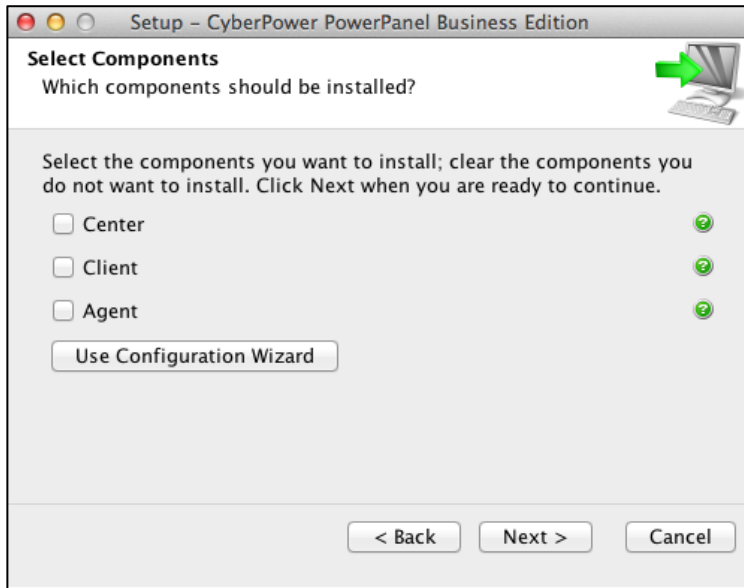 Setup – CyberPower PowerPanel Business Edition
Select Components
Which components should be installed?
Select the components you want to install; clear the components you
do not want to install. Click Next when you are ready to continue.
Center
?
Client
?
Agent
?
Use Configuration Wizard
< Back Next > Cancel